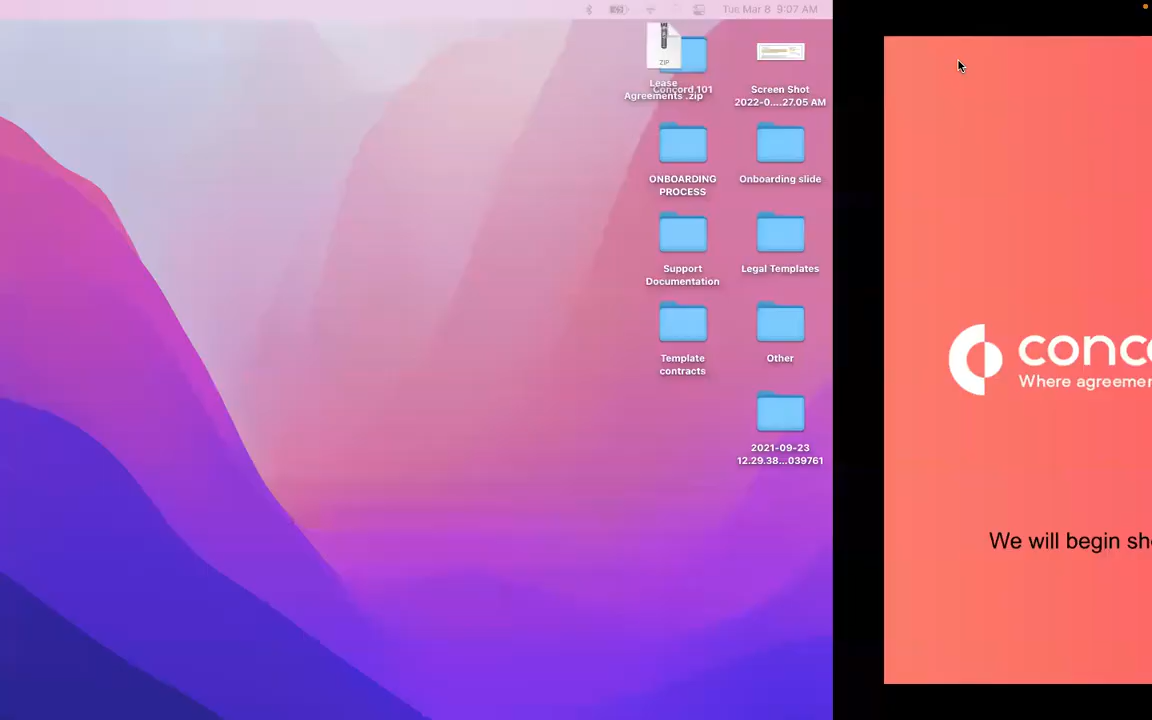 Tue Mar 8 9:07 AM
ZIP
Lease
Agreements .zip
Concord 101
Screen Shot
2022-0....27.05 AM
ONBOARDING
PROCESS
Onboarding slide
Support
Documentation
Legal Templates
Template
contracts
Other
2021-09-23
12.29.38...039761
conc
Where agreemen
We will begin sh